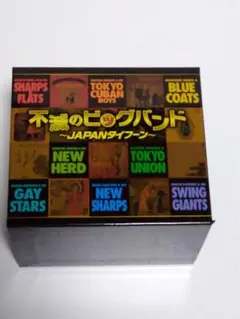 SHARPS
& FLATS
TOKYO
CUBAN
BOYS
BLUE
COATS
不滅のビッグバンド
〜JAPANタイフーン〜
NEW
HERD
TOKYO
UNION
GAY
STARS
NEW
SHARPS
SWING
GIANTS